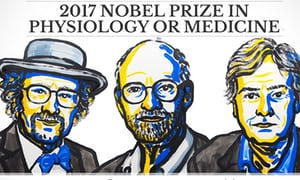 2017 NOBEL PRIZE IN
PHYSIOLOGY OR MEDICINE